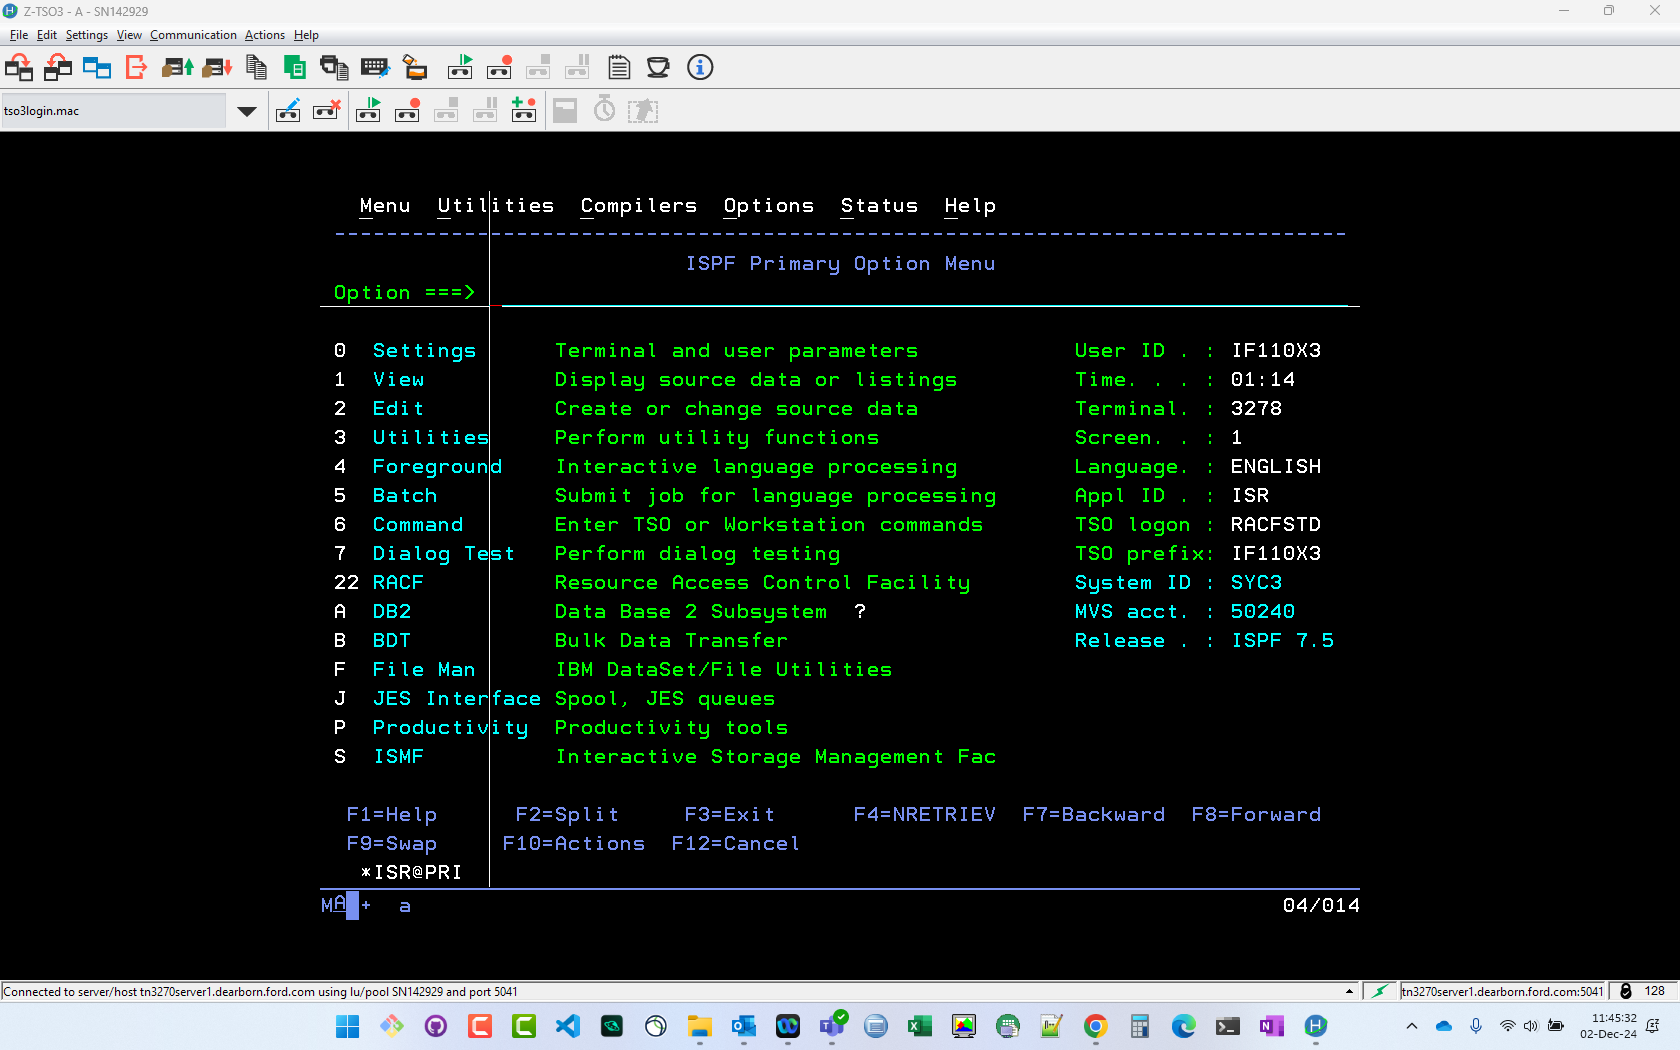 Z-TSO3 - A - SN142929
File Edit Settings View Communication Actions Help
tso3login.mac
Menu Utilities Compilers Options Status Help
ISPF Primary Option Menu
Option ===>
0 Settings Terminal and user parameters User ID . : IF110X3
1 View Display source data or listings Time. . . : 01:14
2 Edit Create or change source data Terminal. : 3278
3 Utilities Perform utility functions Screen. . : 1
4 Foreground Interactive language processing Language. : ENGLISH
5 Batch Submit job for language processing Appl ID . : ISR
6 Command Enter TSO or Workstation commands TSO logon : RACFSTD
7 Dialog Test Perform dialog testing TSO prefix: IF110X3
22 RACF Resource Access Control Facility System ID : SYC3
A DB2 Data Base 2 Subsystem ? MVS acct. : 50240
B BDT Bulk Data Transfer Release . : ISPF 7.5
F File Man IBM DataSet/File Utilities
J JES Interface Spool, JES queues
P Productivity Productivity tools
S ISMF Interactive Storage Management Fac
F1=Help F2=Split F3=Exit F4=NRETRIEV F7=Backward F8=Forward
F9=Swap F10=Actions F12=Cancel
*ISR@PRI
MA + a 04/014
Connected to server/host tn3270server1.dearborn.ford.com using lu/pool SN142929 and port 5041 tn3270server1.dearborn.ford.com:5041 128
11:45:32
02-Dec-24